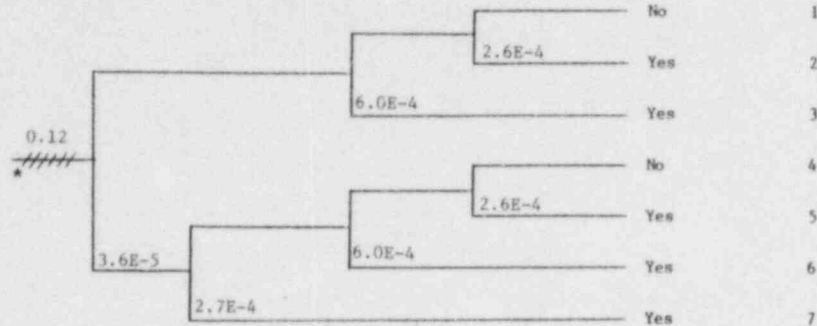 No 1
2.6E-4 Yes 2
6.0E-4 Yes 3
0.12
*
No 4
2.6E-4 Yes 5
3.6E-5 6.0E-4 Yes 6
2.7E-4 Yes 7